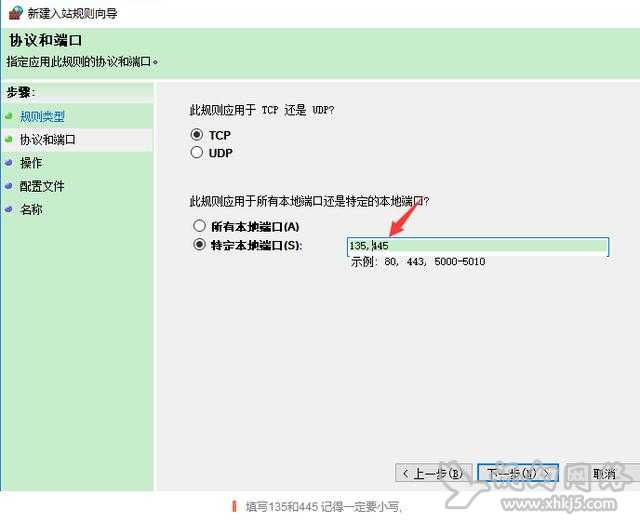 新建入站规则向导
协议和端口
指定应用此规则的协议和端口。
步骤:
规则类型
协议和端口
操作
配置文件
名称
此规则应用于 TCP 还是 UDP?
TCP
UDP
此规则应用于所有本地端口还是特定的本地端口?
所有本地端口(A)
特定本地端口(S):
135,445
示例: 80, 443, 5000-5010
< 上一步(B)
下一步(N) >
取消
网络
www.xhkj5.com
填写135和445 记得一定要小写,